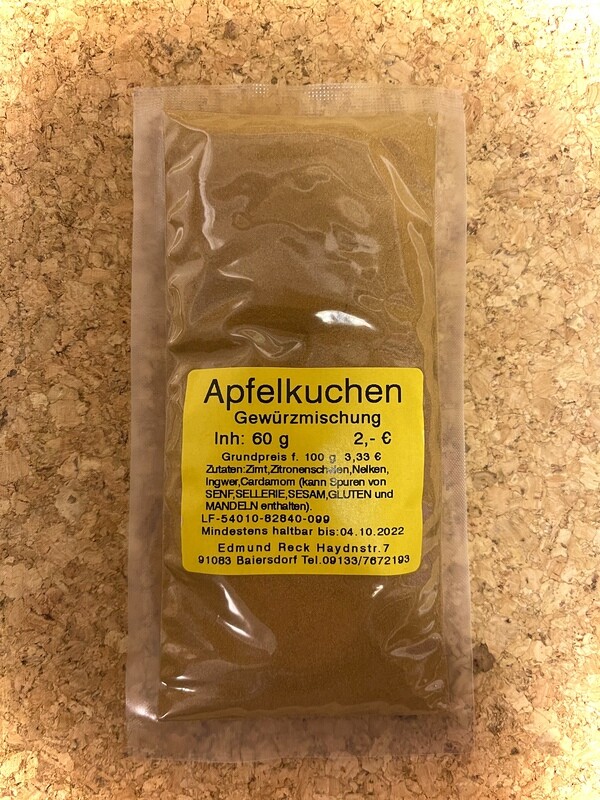 Apfelkuchen
Gewürzmischung
Inh: 60 g 2,- €
Grundpreis f. 100 g 3,33 €
Zutaten:Zimt,Zitronenschalen,Nelken,
Ingwer,Cardamom (kann Spuren von
SENF,SELLERIE,SESAM,GLUTEN und
MANDELN enthalten).
LF-54010-82840-099
Mindestens haltbar bis:04.10.2022
Edmund Reck Haydnstr.7
91083 Baiersdorf Tel.09133/7672193